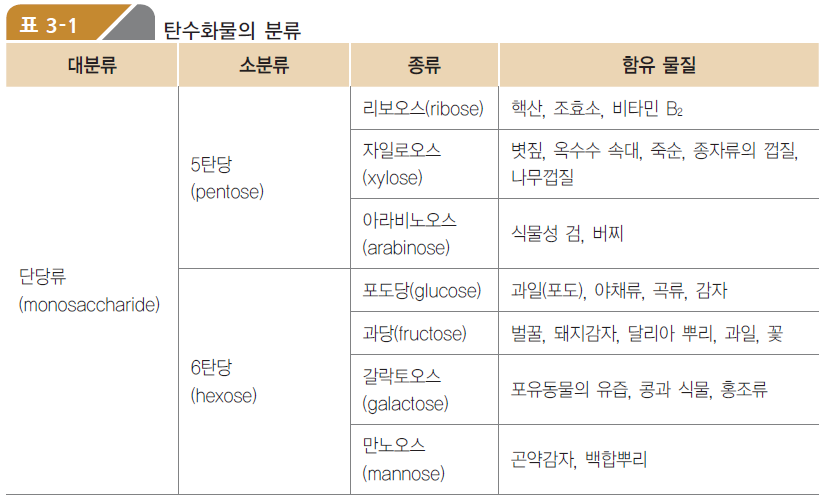 표 3-1 탄수화물의 분류
대분류 소분류 종류 함유 물질
단당류
(monosaccharide)
5탄당
(pentose)
리보오스(ribose) 핵산, 조효소, 비타민 B₂
자일로오스
(xylose)
볏짚, 옥수수 속대, 죽순, 종자류의 껍질,
나무껍질
아라비노오스
(arabinose)
식물성 검, 버찌
6탄당
(hexose)
포도당(glucose) 과일(포도), 야채류, 곡류, 감자
과당(fructose) 벌꿀, 돼지감자, 달리아 뿌리, 과일, 꽃
갈락토오스
(galactose)
포유동물의 유즙, 콩과 식물, 홍조류
만노오스
(mannose)
곤약감자, 백합뿌리